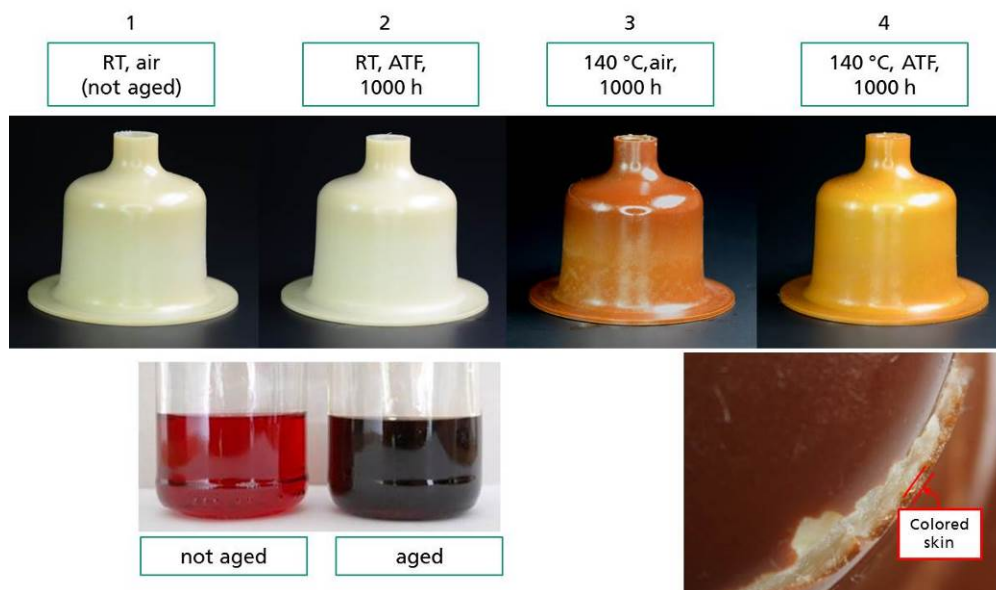 1
RT, air
(not aged)
2
RT, ATF,
1000 h
3
140 °C,air,
1000 h
4
140 °C, ATF,
1000 h
not aged
aged
Colored
skin